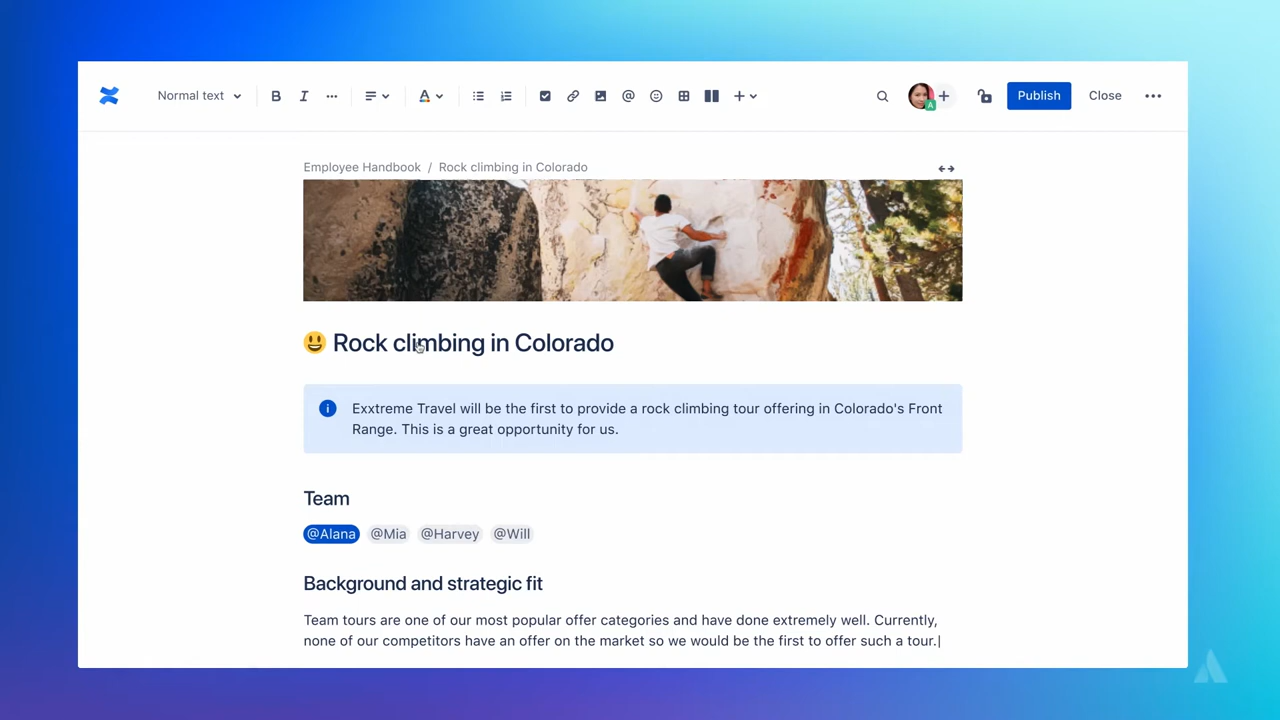 Normal text
B
I
A
A
Publish
Close
Employee Handbook / Rock climbing in Colorado
Rock climbing in Colorado
Exxtreme Travel will be the first to provide a rock climbing tour offering in Colorado's Front
Range. This is a great opportunity for us.
Team
@Alana @Mia @Harvey @Will
Background and strategic fit
Team tours are one of our most popular offer categories and have done extremely well. Currently,
none of our competitors have an offer on the market so we would be the first to offer such a tour.